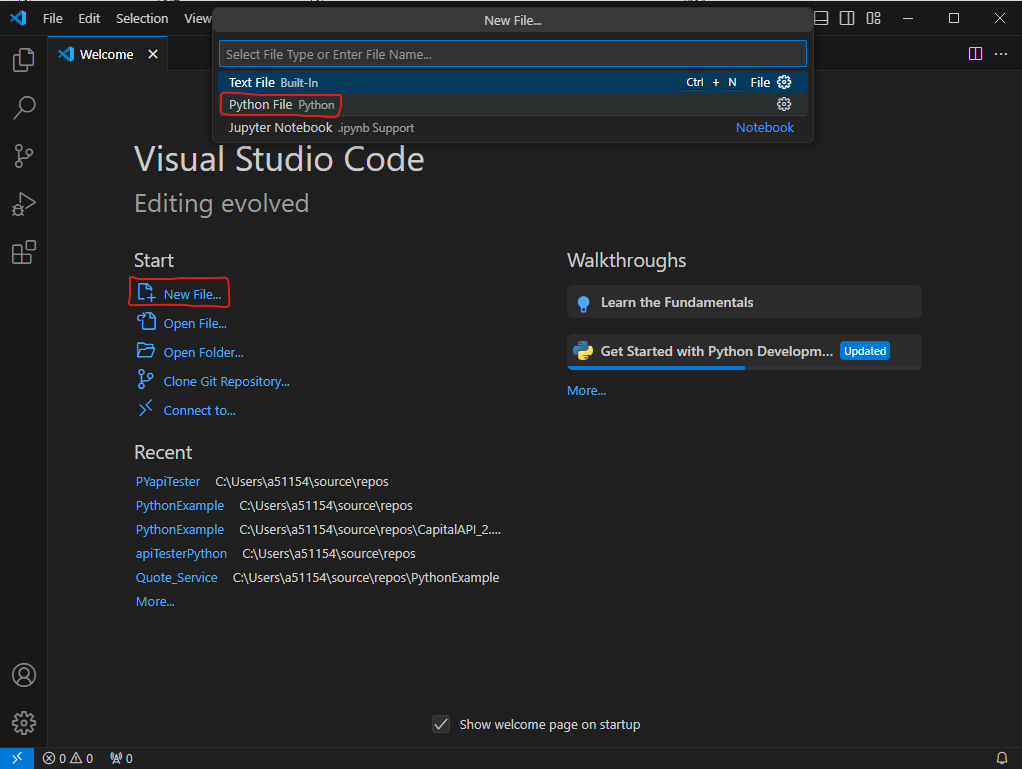 File Edit Selection View
New File...
Welcome
Select File Type or Enter File Name...
Text File Built-In Ctrl + N File
Python File Python
Jupyter Notebook .ipynb Support Notebook
Visual Studio Code
Editing evolved
Start
New File...
Open File...
Open Folder...
Clone Git Repository...
Connect to...
Walkthroughs
Learn the Fundamentals
Get Started with Python Developm... Updated
More...
Recent
PYapiTester C:\Users\a51154\source\repos
PythonExample C:\Users\a51154\source\repos
PythonExample C:\Users\a51154\source\repos\CapitalAPI_2....
apiTesterPython C:\Users\a51154\source\repos
Quote_Service C:\Users\a51154\source\repos\PythonExample
More...
Show welcome page on startup
0 0 0